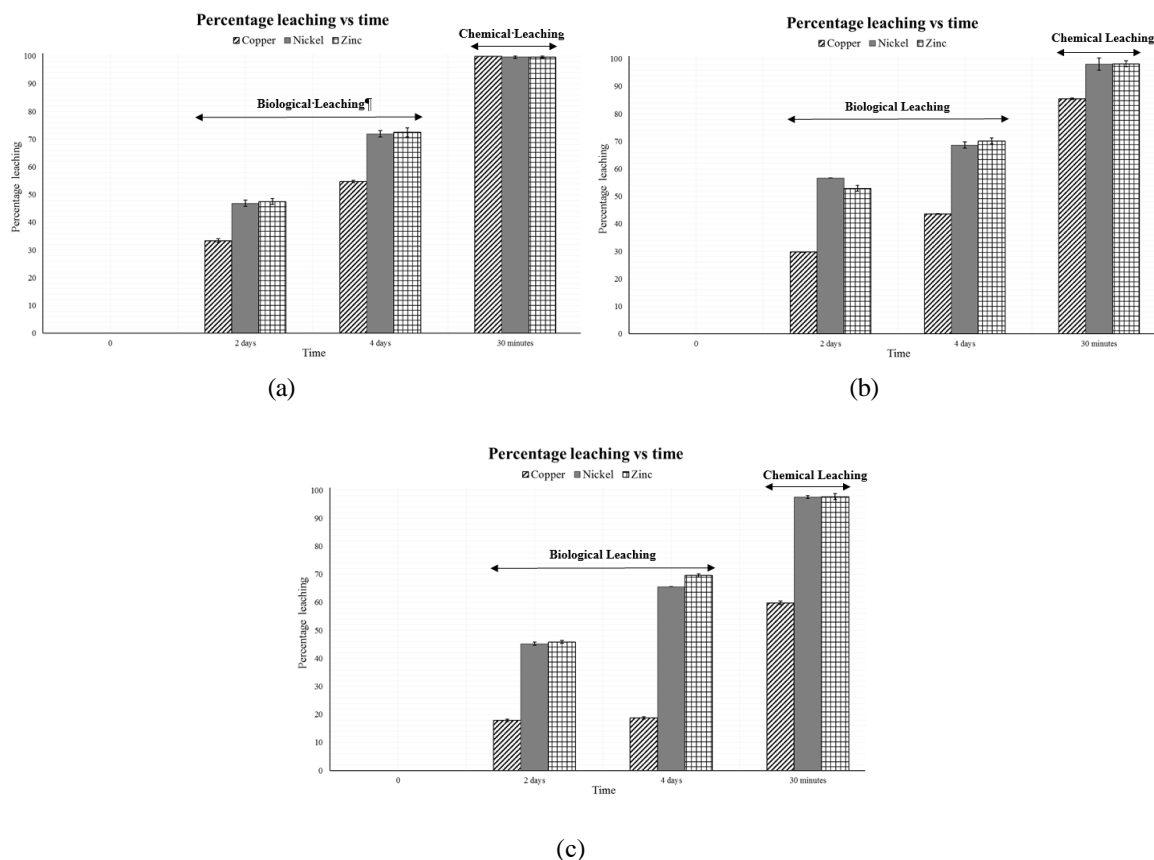 Percentage leaching vs time
Copper Nickel Zinc
Chemical·Leaching
Biological·Leaching¶
Percentage leaching
100
90
80
70
60
50
40
30
20
10
0
0 2 days 4 days 30 minutes
Time
(a)
Percentage leaching vs time
Copper Nickel Zinc
Chemical Leaching
Biological Leaching
Percentage leaching
100
90
80
70
60
50
40
30
20
10
0
0 2 days 4 days 30 minutes
Time
(b)
Percentage leaching vs time
Copper Nickel Zinc
Chemical Leaching
Biological Leaching
Percentage leaching
100
90
80
70
60
50
40
30
20
10
0
0 2 days 4 days 30 minutes
Time
(c)